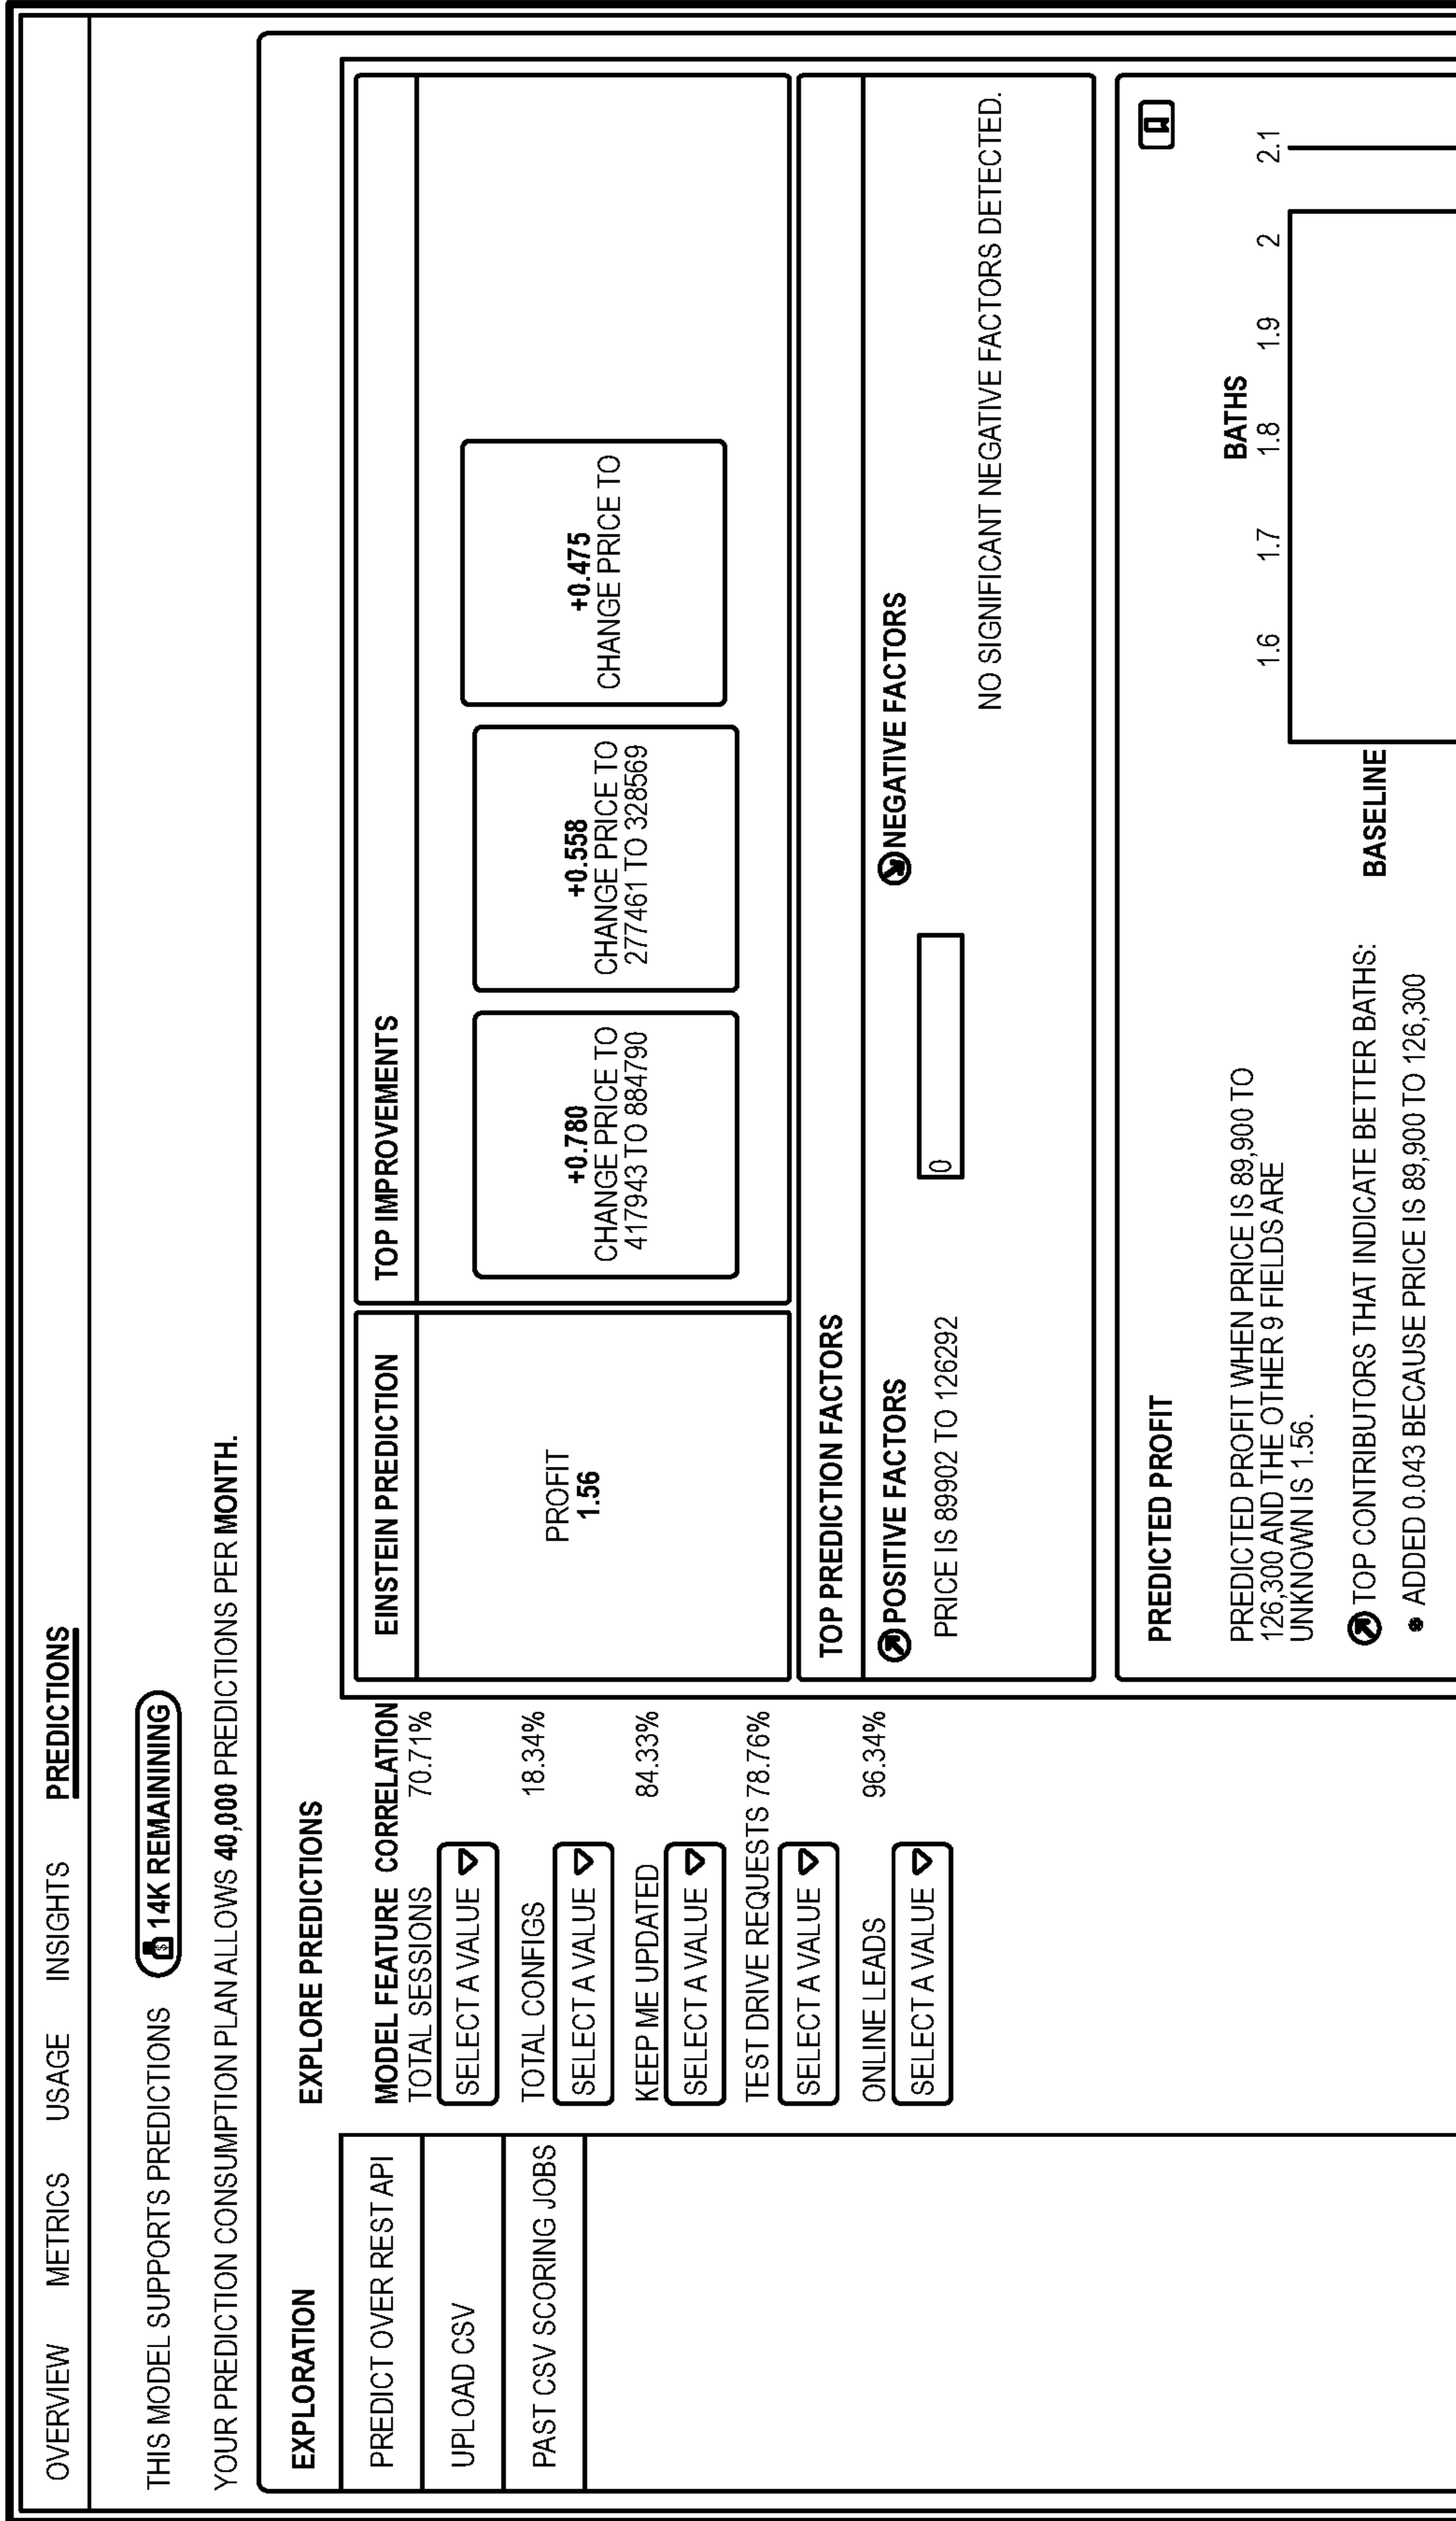 OVERVIEW METRICS USAGE INSIGHTS PREDICTIONS
THIS MODEL SUPPORTS PREDICTIONS 14K REMAINING
YOUR PREDICTION CONSUMPTION PLAN ALLOWS 40,000 PREDICTIONS PER MONTH.
EXPLORATION
PREDICT OVER REST API
UPLOAD CSV
PAST CSV SCORING JOBS
EXPLORE PREDICTIONS
MODEL FEATURE CORRELATION
TOTAL SESSIONS 70.71%
SELECT A VALUE
TOTAL CONFIGS 18.34%
SELECT A VALUE
KEEP ME UPDATED 84.33%
SELECT A VALUE
TEST DRIVE REQUESTS 78.76%
SELECT A VALUE
ONLINE LEADS 96.34%
SELECT A VALUE
EINSTEIN PREDICTION
PROFIT
1.56
TOP IMPROVEMENTS
+0.780
CHANGE PRICE TO
417943 TO 884790
+0.558
CHANGE PRICE TO
277461 TO 328569
+0.475
CHANGE PRICE TO
TOP PREDICTION FACTORS
POSITIVE FACTORS
PRICE IS 89902 TO 126292
0
NEGATIVE FACTORS
NO SIGNIFICANT NEGATIVE FACTORS DETECTED.
PREDICTED PROFIT
PREDICTED PROFIT WHEN PRICE IS 89,900 TO
126,300 AND THE OTHER 9 FIELDS ARE
UNKNOWN IS 1.56.
TOP CONTRIBUTORS THAT INDICATE BETTER BATHS:
ADDED 0.043 BECAUSE PRICE IS 89,900 TO 126,300
BATHS
1.6 1.7 1.8 1.9 2 2.1
BASELINE